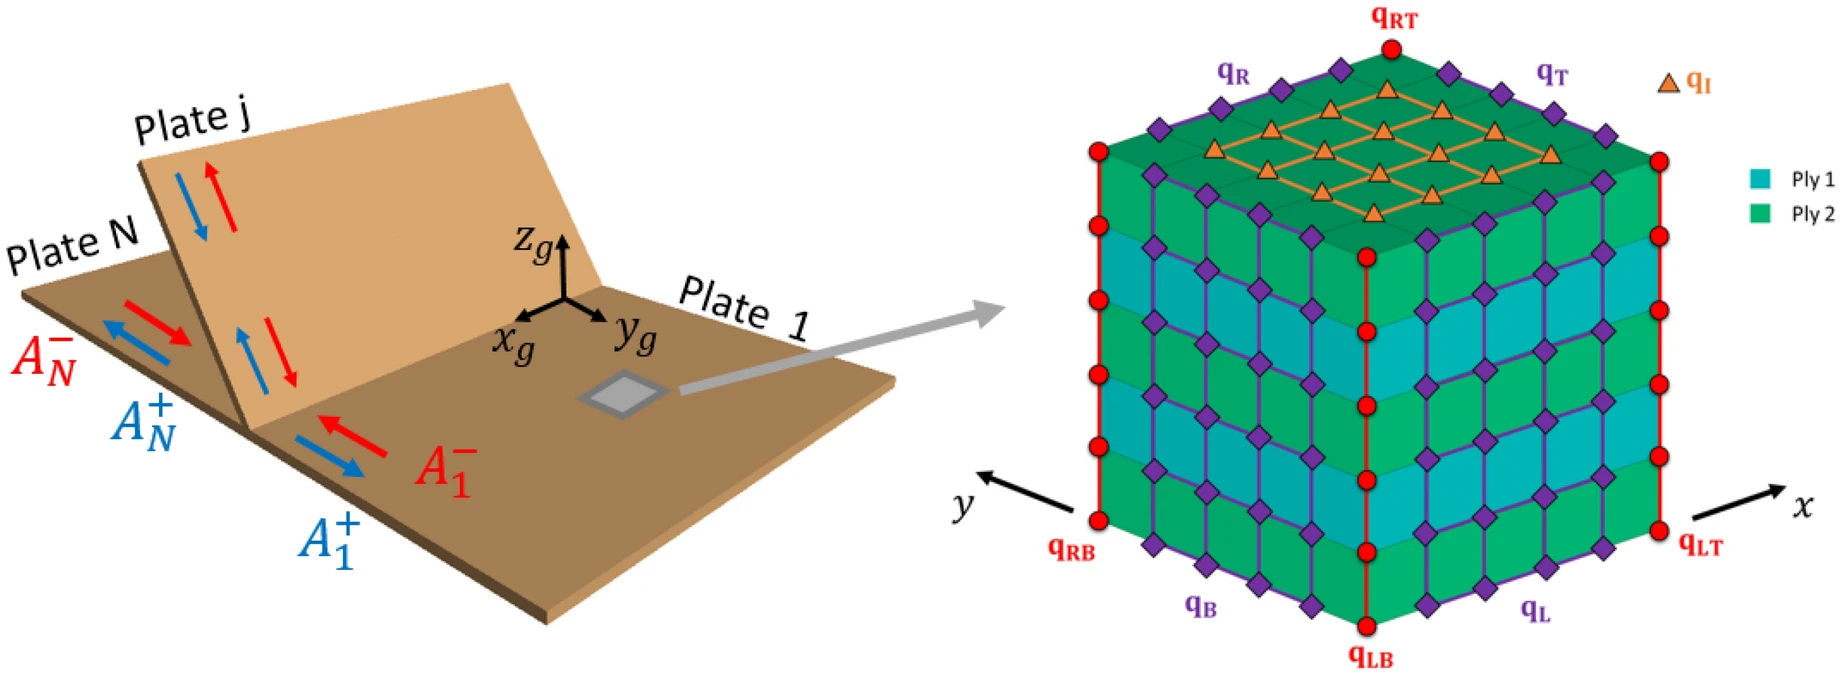 Plate j
Plate N
Plate 1
z_g
x_g
y_g
A_N^-
A_N^+
A_1^-
A_1^+
q_RT
q_R
q_T
q_I
Ply 1
Ply 2
y
x
q_RB
q_LT
q_B
q_L
q_LB